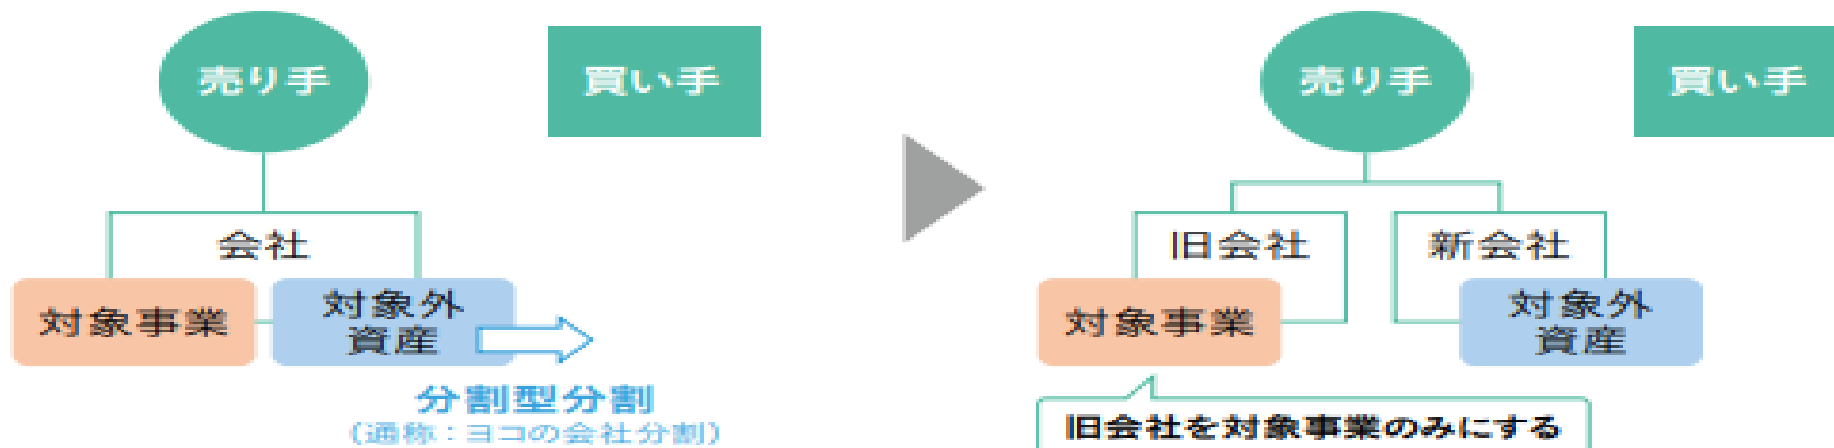 売り手
買い手
会社
対象事業
対象外
資産
分割型分割
(通称：ヨコの会社分割)
売り手
買い手
旧会社
新会社
対象事業
対象外
資産
旧会社を対象事業のみにする